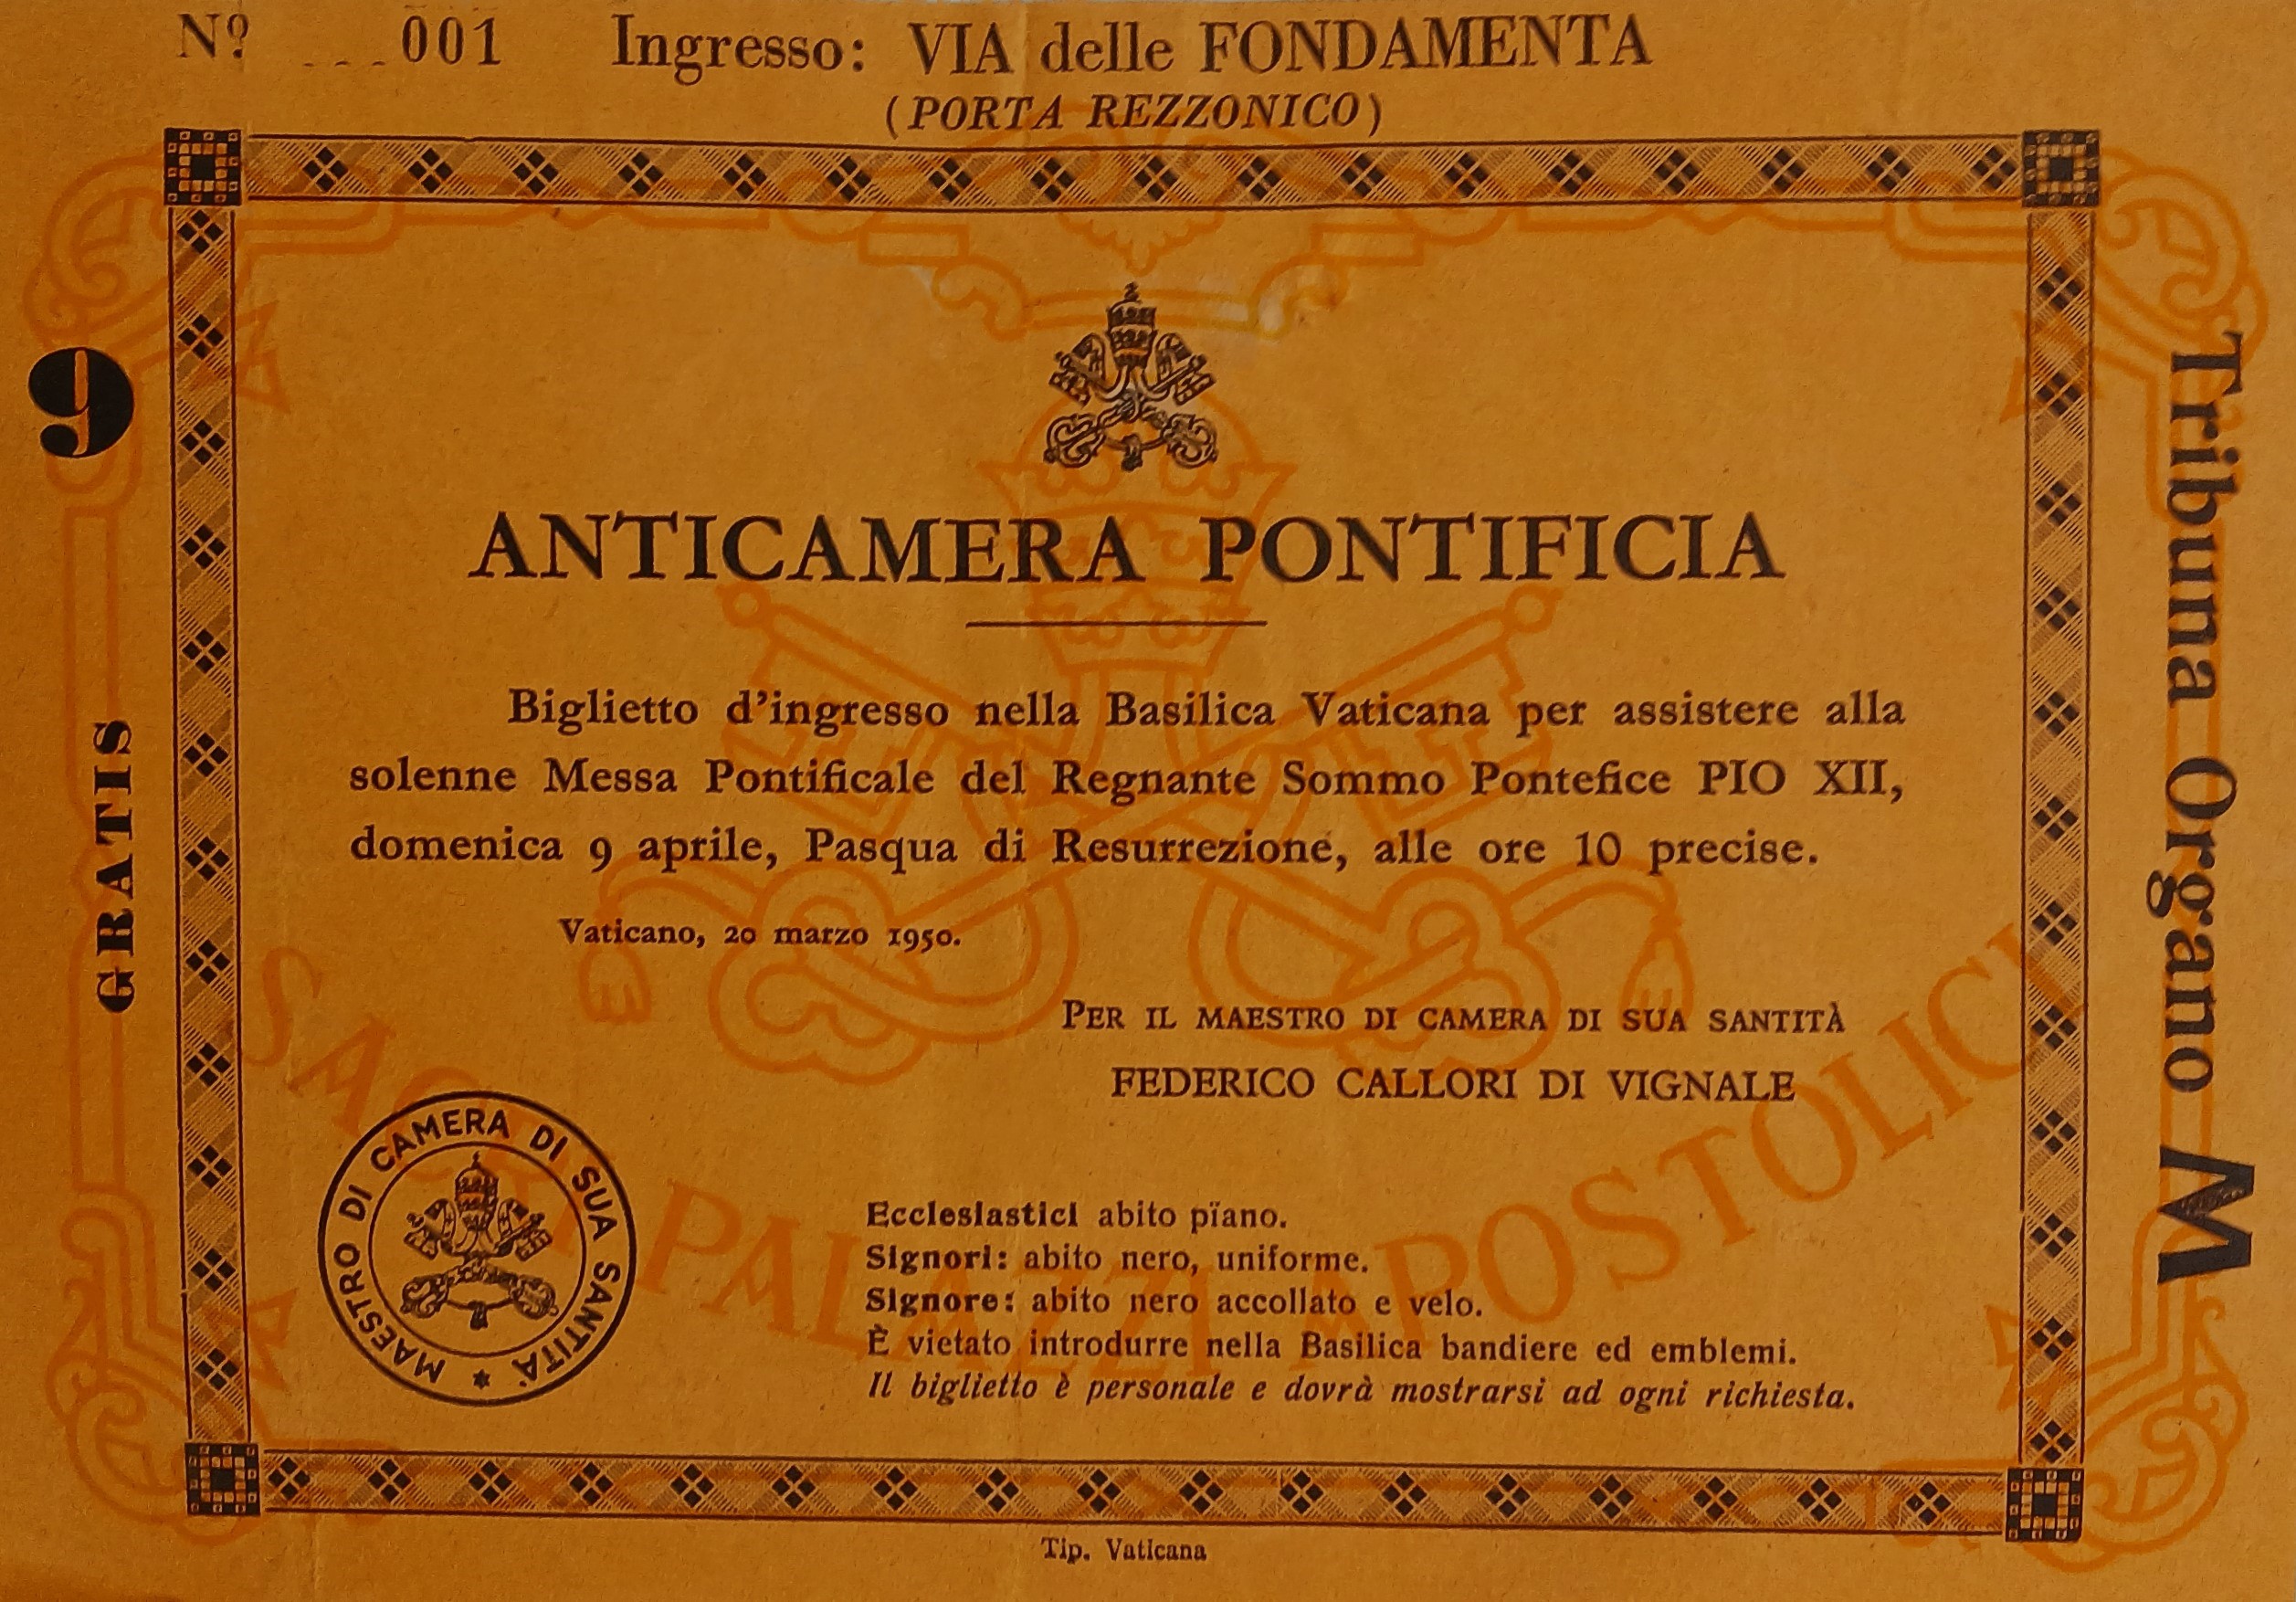 Nº ...001 Ingresso: VIA delle FONDAMENTA
(PORTA REZZONICO)
9
GRATIS
Tribuna Organo M
ANTICAMERA PONTIFICIA
Biglietto d'ingresso nella Basilica Vaticana per assistere alla
solenne Messa Pontificale del Regnante Sommo Pontefice PIO XII,
domenica 9 aprile, Pasqua di Resurrezione, alle ore 10 precise.
Vaticano, 20 marzo 1950.
PER IL MAESTRO DI CAMERA DI SUA SANTITÀ
FEDERICO CALLORI DI VIGNALE
SACRI PALAZZI APOSTOLICI
MAESTRO DI CAMERA DI SUA SANTITÀ
Ecclesiastici abito pïano.
Signori: abito nero, uniforme.
Signore: abito nero accollato e velo.
È vietato introdurre nella Basilica bandiere ed emblemi.
Il biglietto è personale e dovrà mostrarsi ad ogni richiesta.
Tip. Vaticana